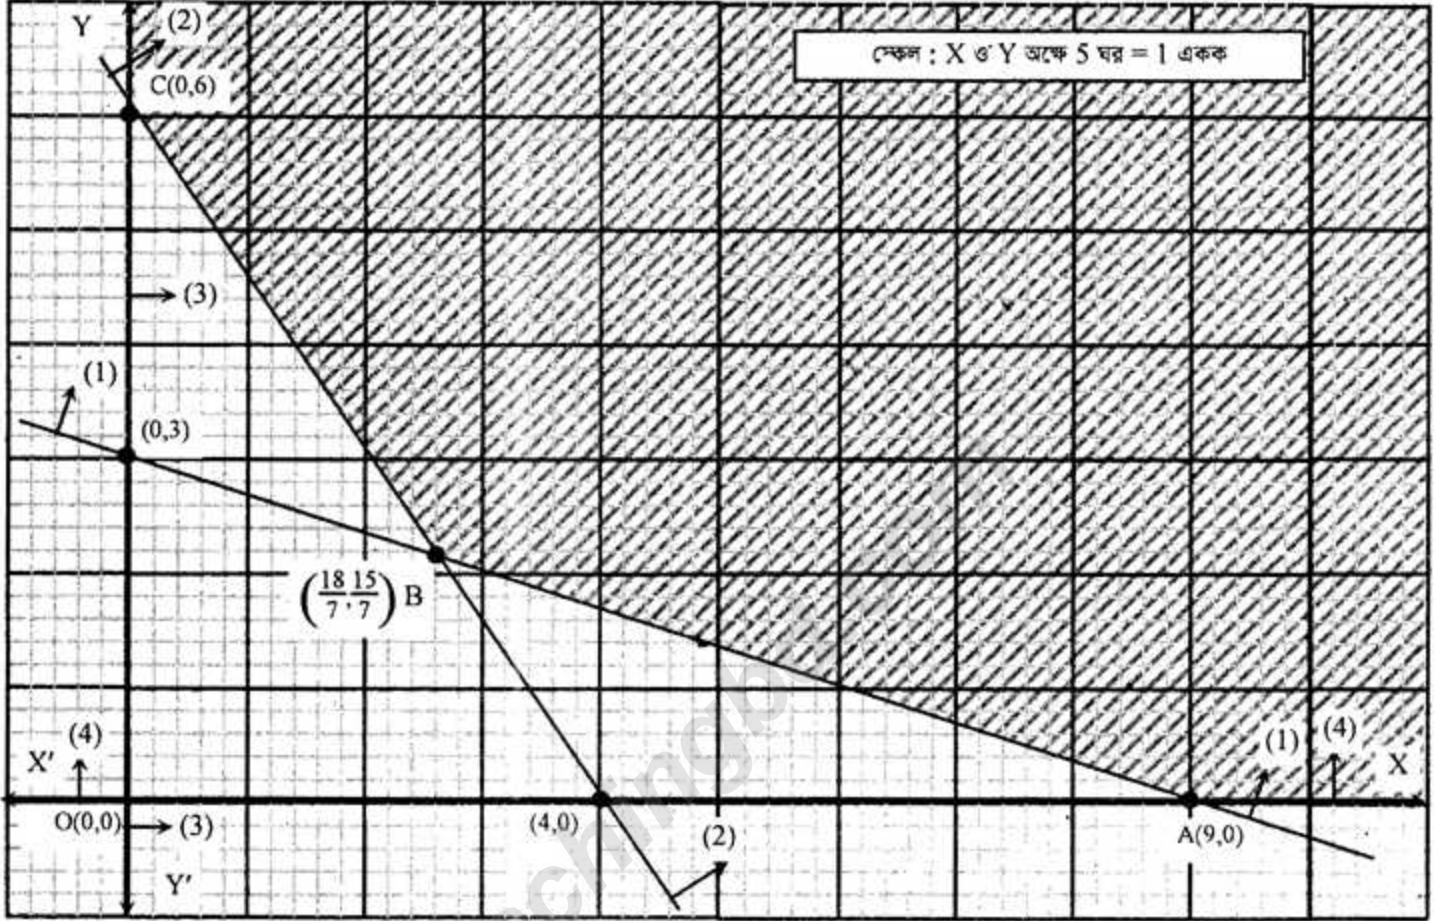 Y
(2)
স্কেল : X ও Y অক্ষে 5 ঘর = 1 একক
C(0,6)
(3)
(1)
(0,3)
(18/7, 15/7) B
(4)
X′
(1)
(4)
X
O(0,0)
(3)
(4,0)
(2)
A(9,0)
Y′